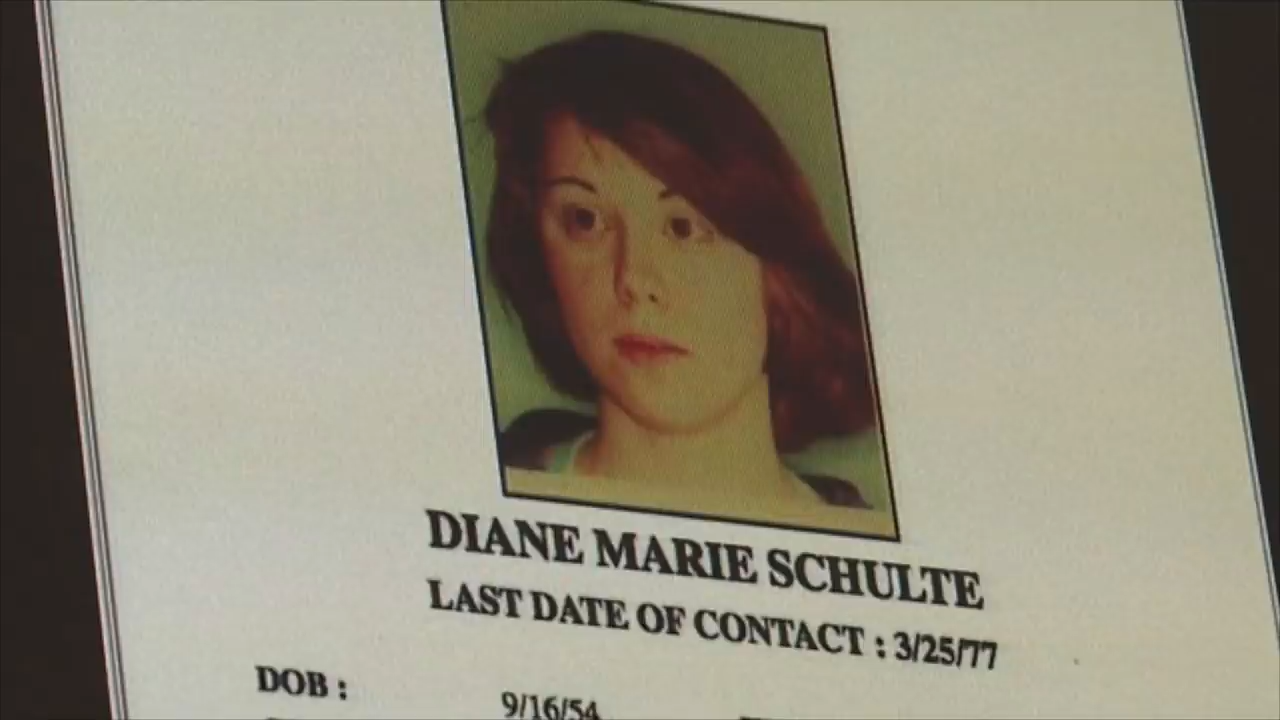 DIANE MARIE SCHULTE
LAST DATE OF CONTACT : 3/25/77
DOB : 9/16/54